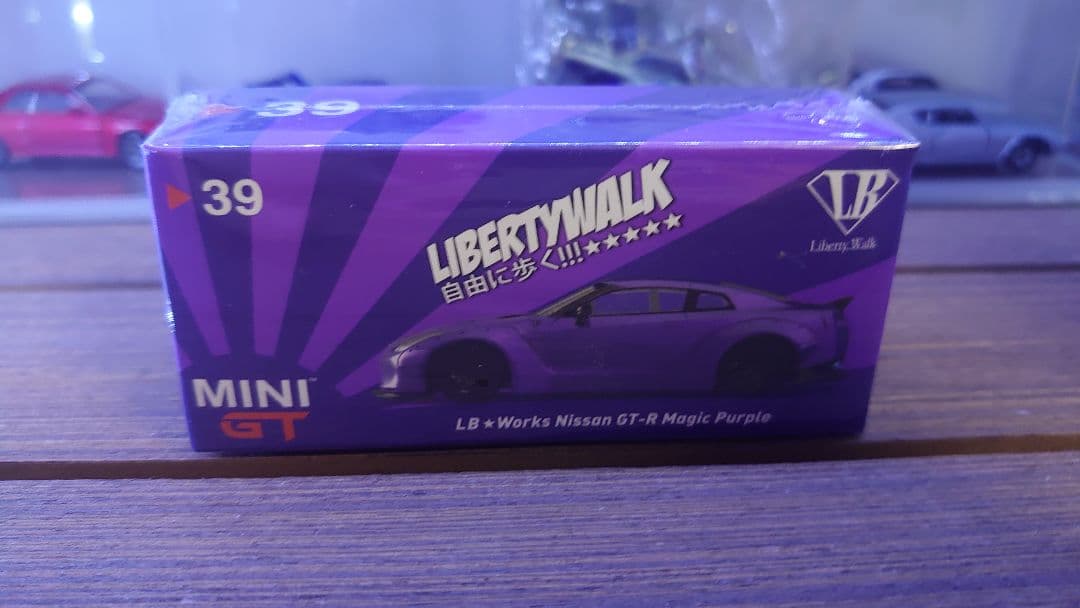 39
39
LIBERTYWALK
自由に歩く!!!★★★★★
LB
Liberty Walk
MINI
GT
LB★Works Nissan GT-R Magic Purple